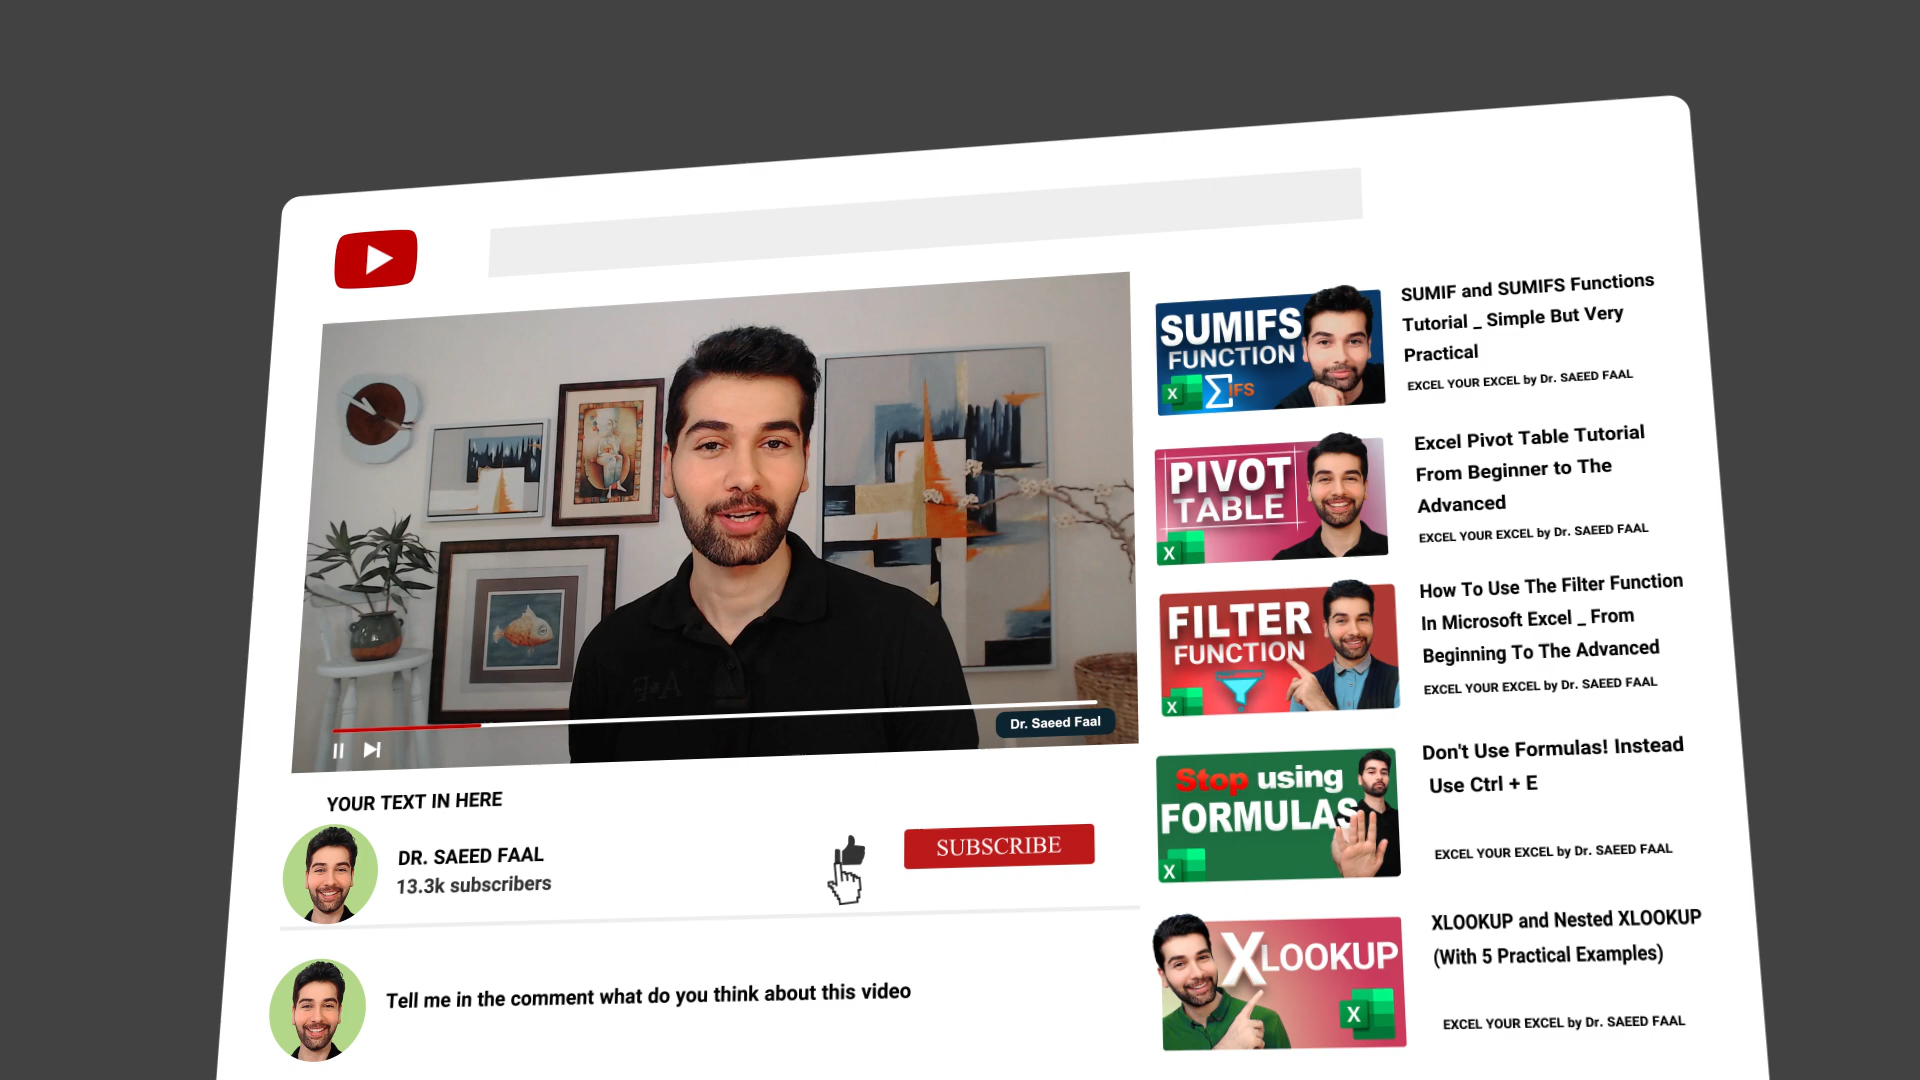 Dr. Saeed Faal
YOUR TEXT IN HERE
DR. SAEED FAAL
13.3k subscribers
SUBSCRIBE
Tell me in the comment what do you think about this video
SUMIFS
FUNCTION
X
ΣIFS
SUMIF and SUMIFS Functions
Tutorial _ Simple But Very
Practical
EXCEL YOUR EXCEL by Dr. SAEED FAAL
PIVOT
TABLE
X
Excel Pivot Table Tutorial
From Beginner to The
Advanced
EXCEL YOUR EXCEL by Dr. SAEED FAAL
FILTER
FUNCTION
X
How To Use The Filter Function
In Microsoft Excel _ From
Beginning To The Advanced
EXCEL YOUR EXCEL by Dr. SAEED FAAL
Stop using
FORMULAS
X
Don't Use Formulas! Instead
Use Ctrl + E
EXCEL YOUR EXCEL by Dr. SAEED FAAL
XLOOKUP
X
XLOOKUP and Nested XLOOKUP
(With 5 Practical Examples)
EXCEL YOUR EXCEL by Dr. SAEED FAAL